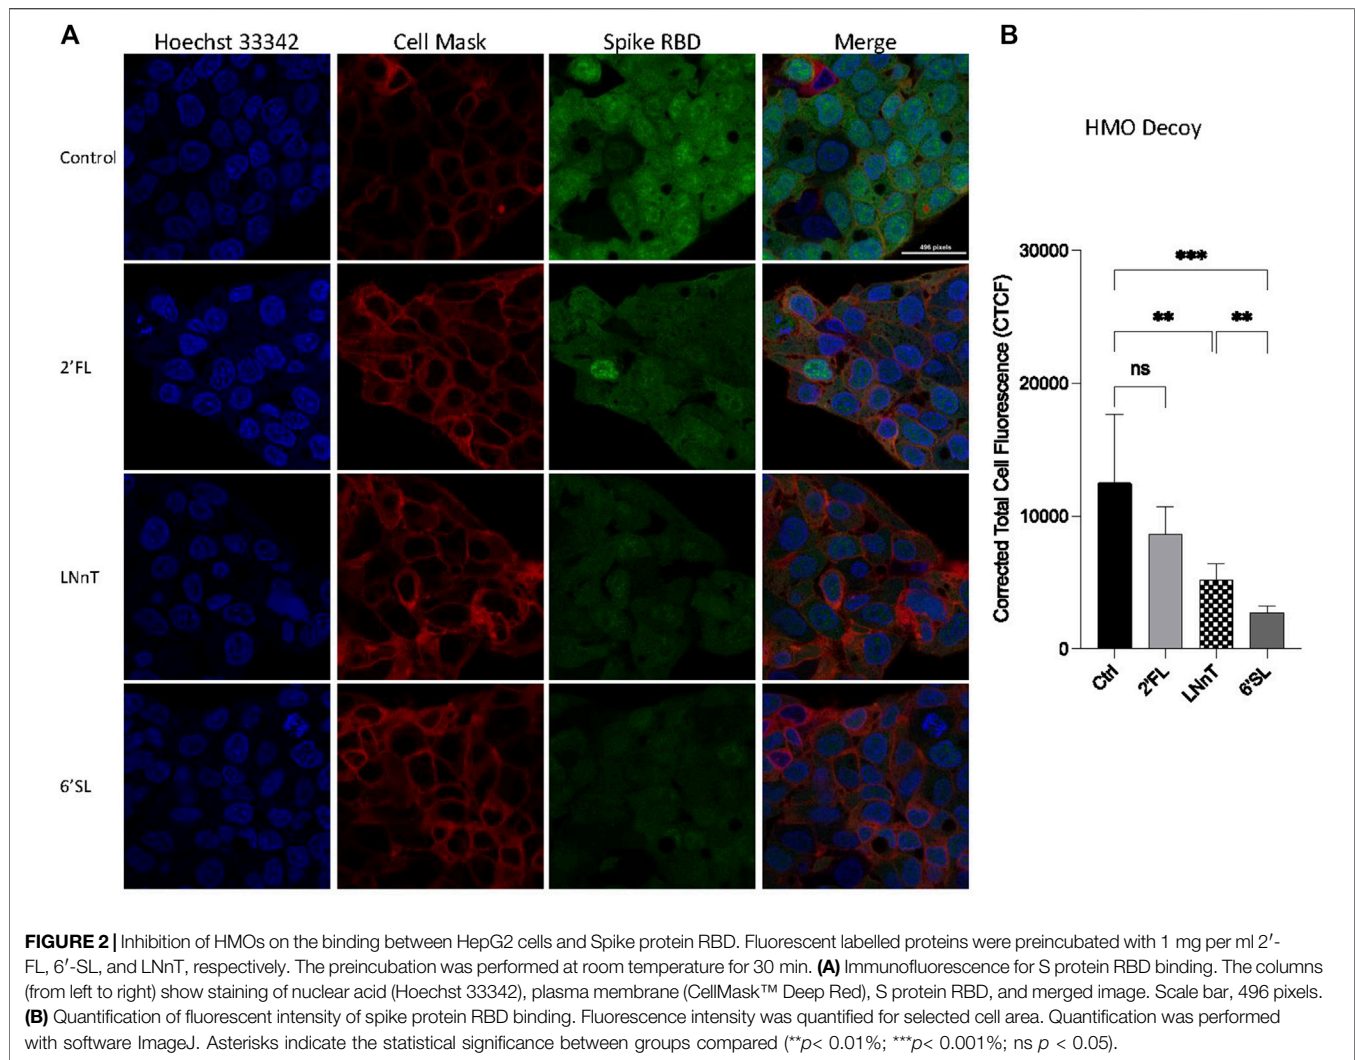 A
Hoechst 33342
Cell Mask
Spike RBD
Merge
Control
496 pixels
2'FL
LNnT
6'SL
B
HMO Decoy
Corrected Total Cell Fluorescence (CTCF)
30000
20000
10000
0
***
**
**
ns
Ctrl
2'FL
LNnT
6'SL
FIGURE 2 | Inhibition of HMOs on the binding between HepG2 cells and Spike protein RBD. Fluorescent labelled proteins were preincubated with 1 mg per ml 2′-
FL, 6′-SL, and LNnT, respectively. The preincubation was performed at room temperature for 30 min. (A) Immunofluorescence for S protein RBD binding. The columns
(from left to right) show staining of nuclear acid (Hoechst 33342), plasma membrane (CellMask™ Deep Red), S protein RBD, and merged image. Scale bar, 496 pixels.
(B) Quantification of fluorescent intensity of spike protein RBD binding. Fluorescence intensity was quantified for selected cell area. Quantification was performed
with software ImageJ. Asterisks indicate the statistical significance between groups compared (**p< 0.01%; ***p< 0.001%; ns p < 0.05).